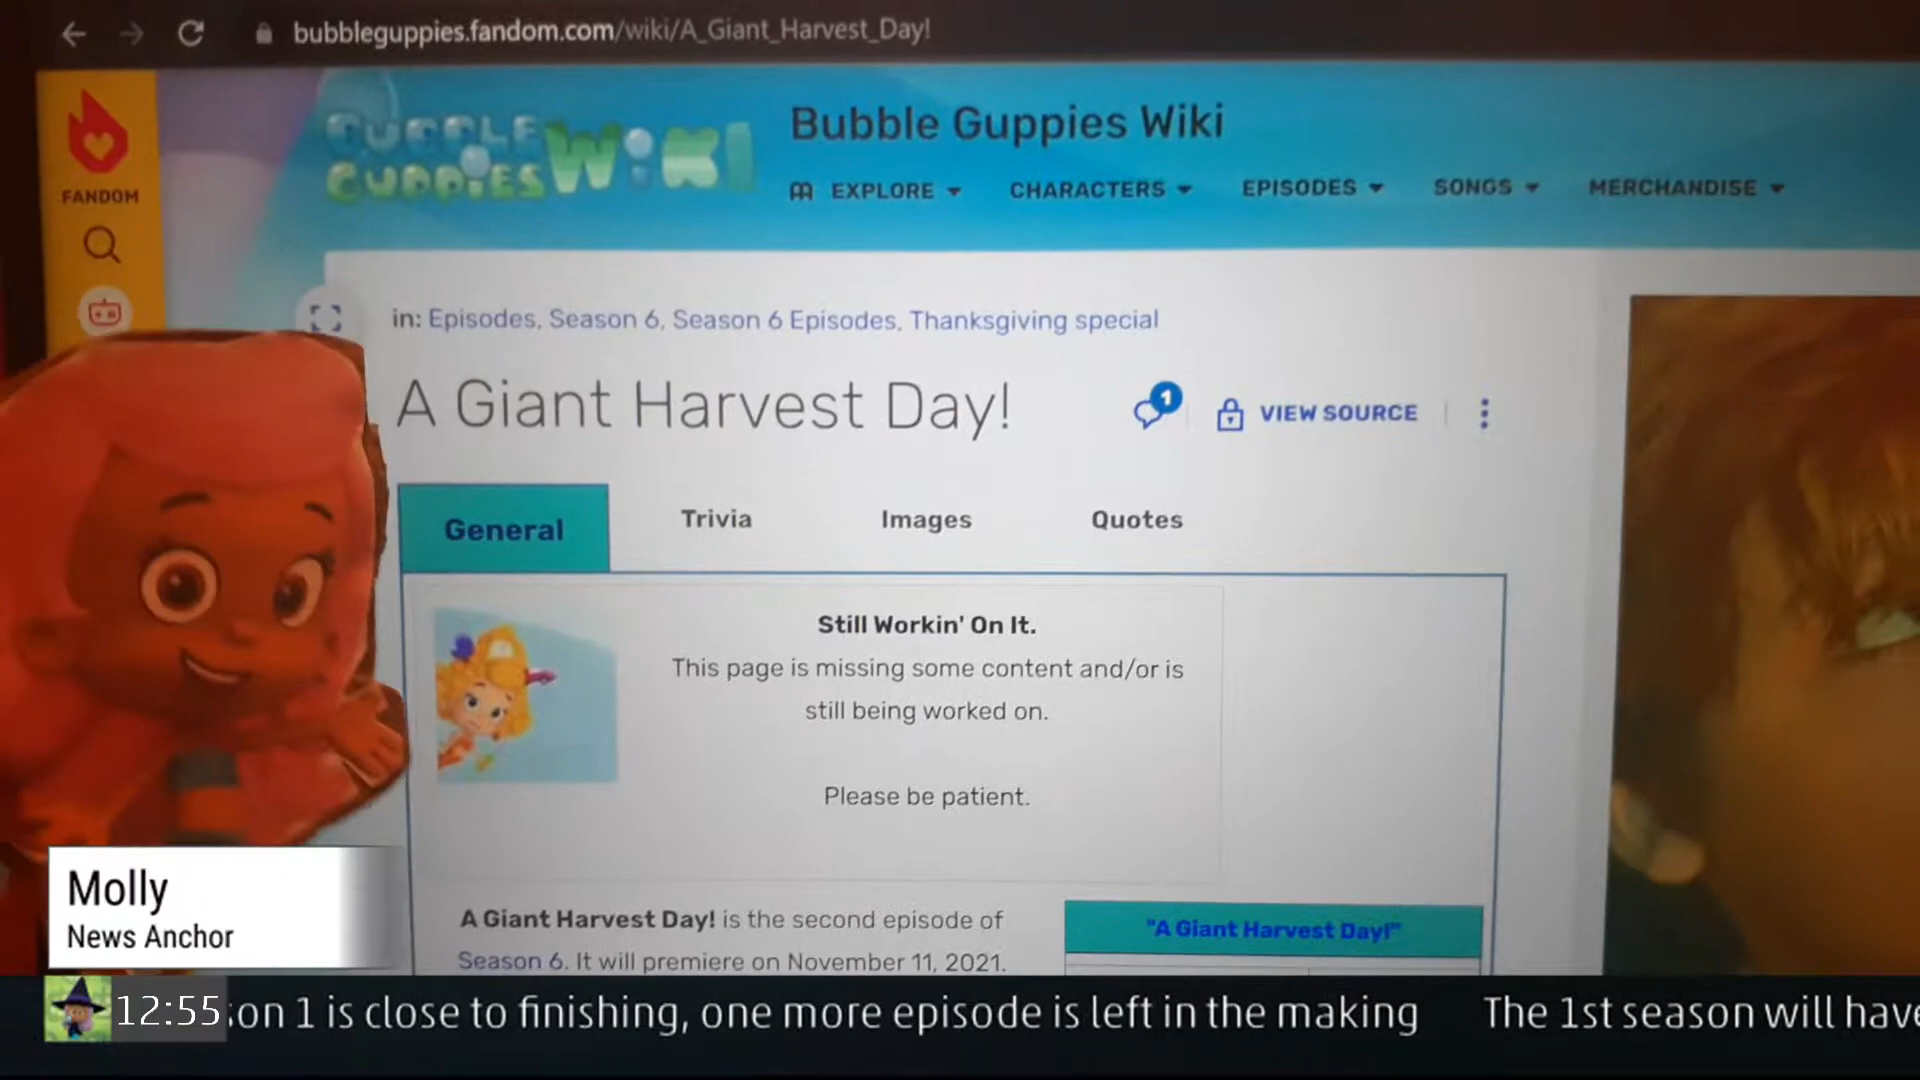 bubbleguppies.fandom.com/wiki/A_Giant_Harvest_Day!
FANDOM
BUBBLE GUPPIES WiKi
Bubble Guppies Wiki
EXPLORE CHARACTERS EPISODES SONGS MERCHANDISE
in: Episodes, Season 6, Season 6 Episodes, Thanksgiving special
A Giant Harvest Day!
1
VIEW SOURCE
General Trivia Images Quotes
Still Workin' On It.
This page is missing some content and/or is
still being worked on.
Please be patient.
A Giant Harvest Day! is the second episode of
Season 6. It will premiere on November 11, 2021.
"A Giant Harvest Day!"
Molly
News Anchor
12:55 on 1 is close to finishing, one more episode is left in the making The 1st season will have